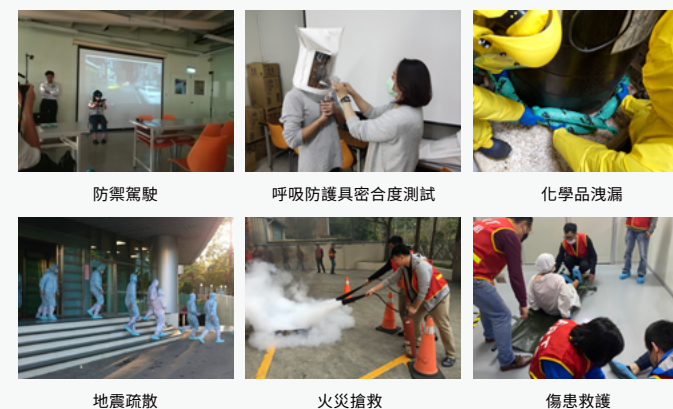 防禦駕駛
呼吸防護具密合度測試
化學品洩漏
地震疏散
火災搶救
傷患救護